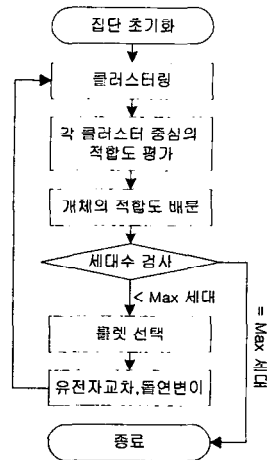 집단 초기화
클러스터링
각 클러스터 중심의
적합도 평가
개체의 적합도 배문
세대수 검사
< Max 세대
= Max 세대
룰렛 선택
유전자교차,돌연변이
종료